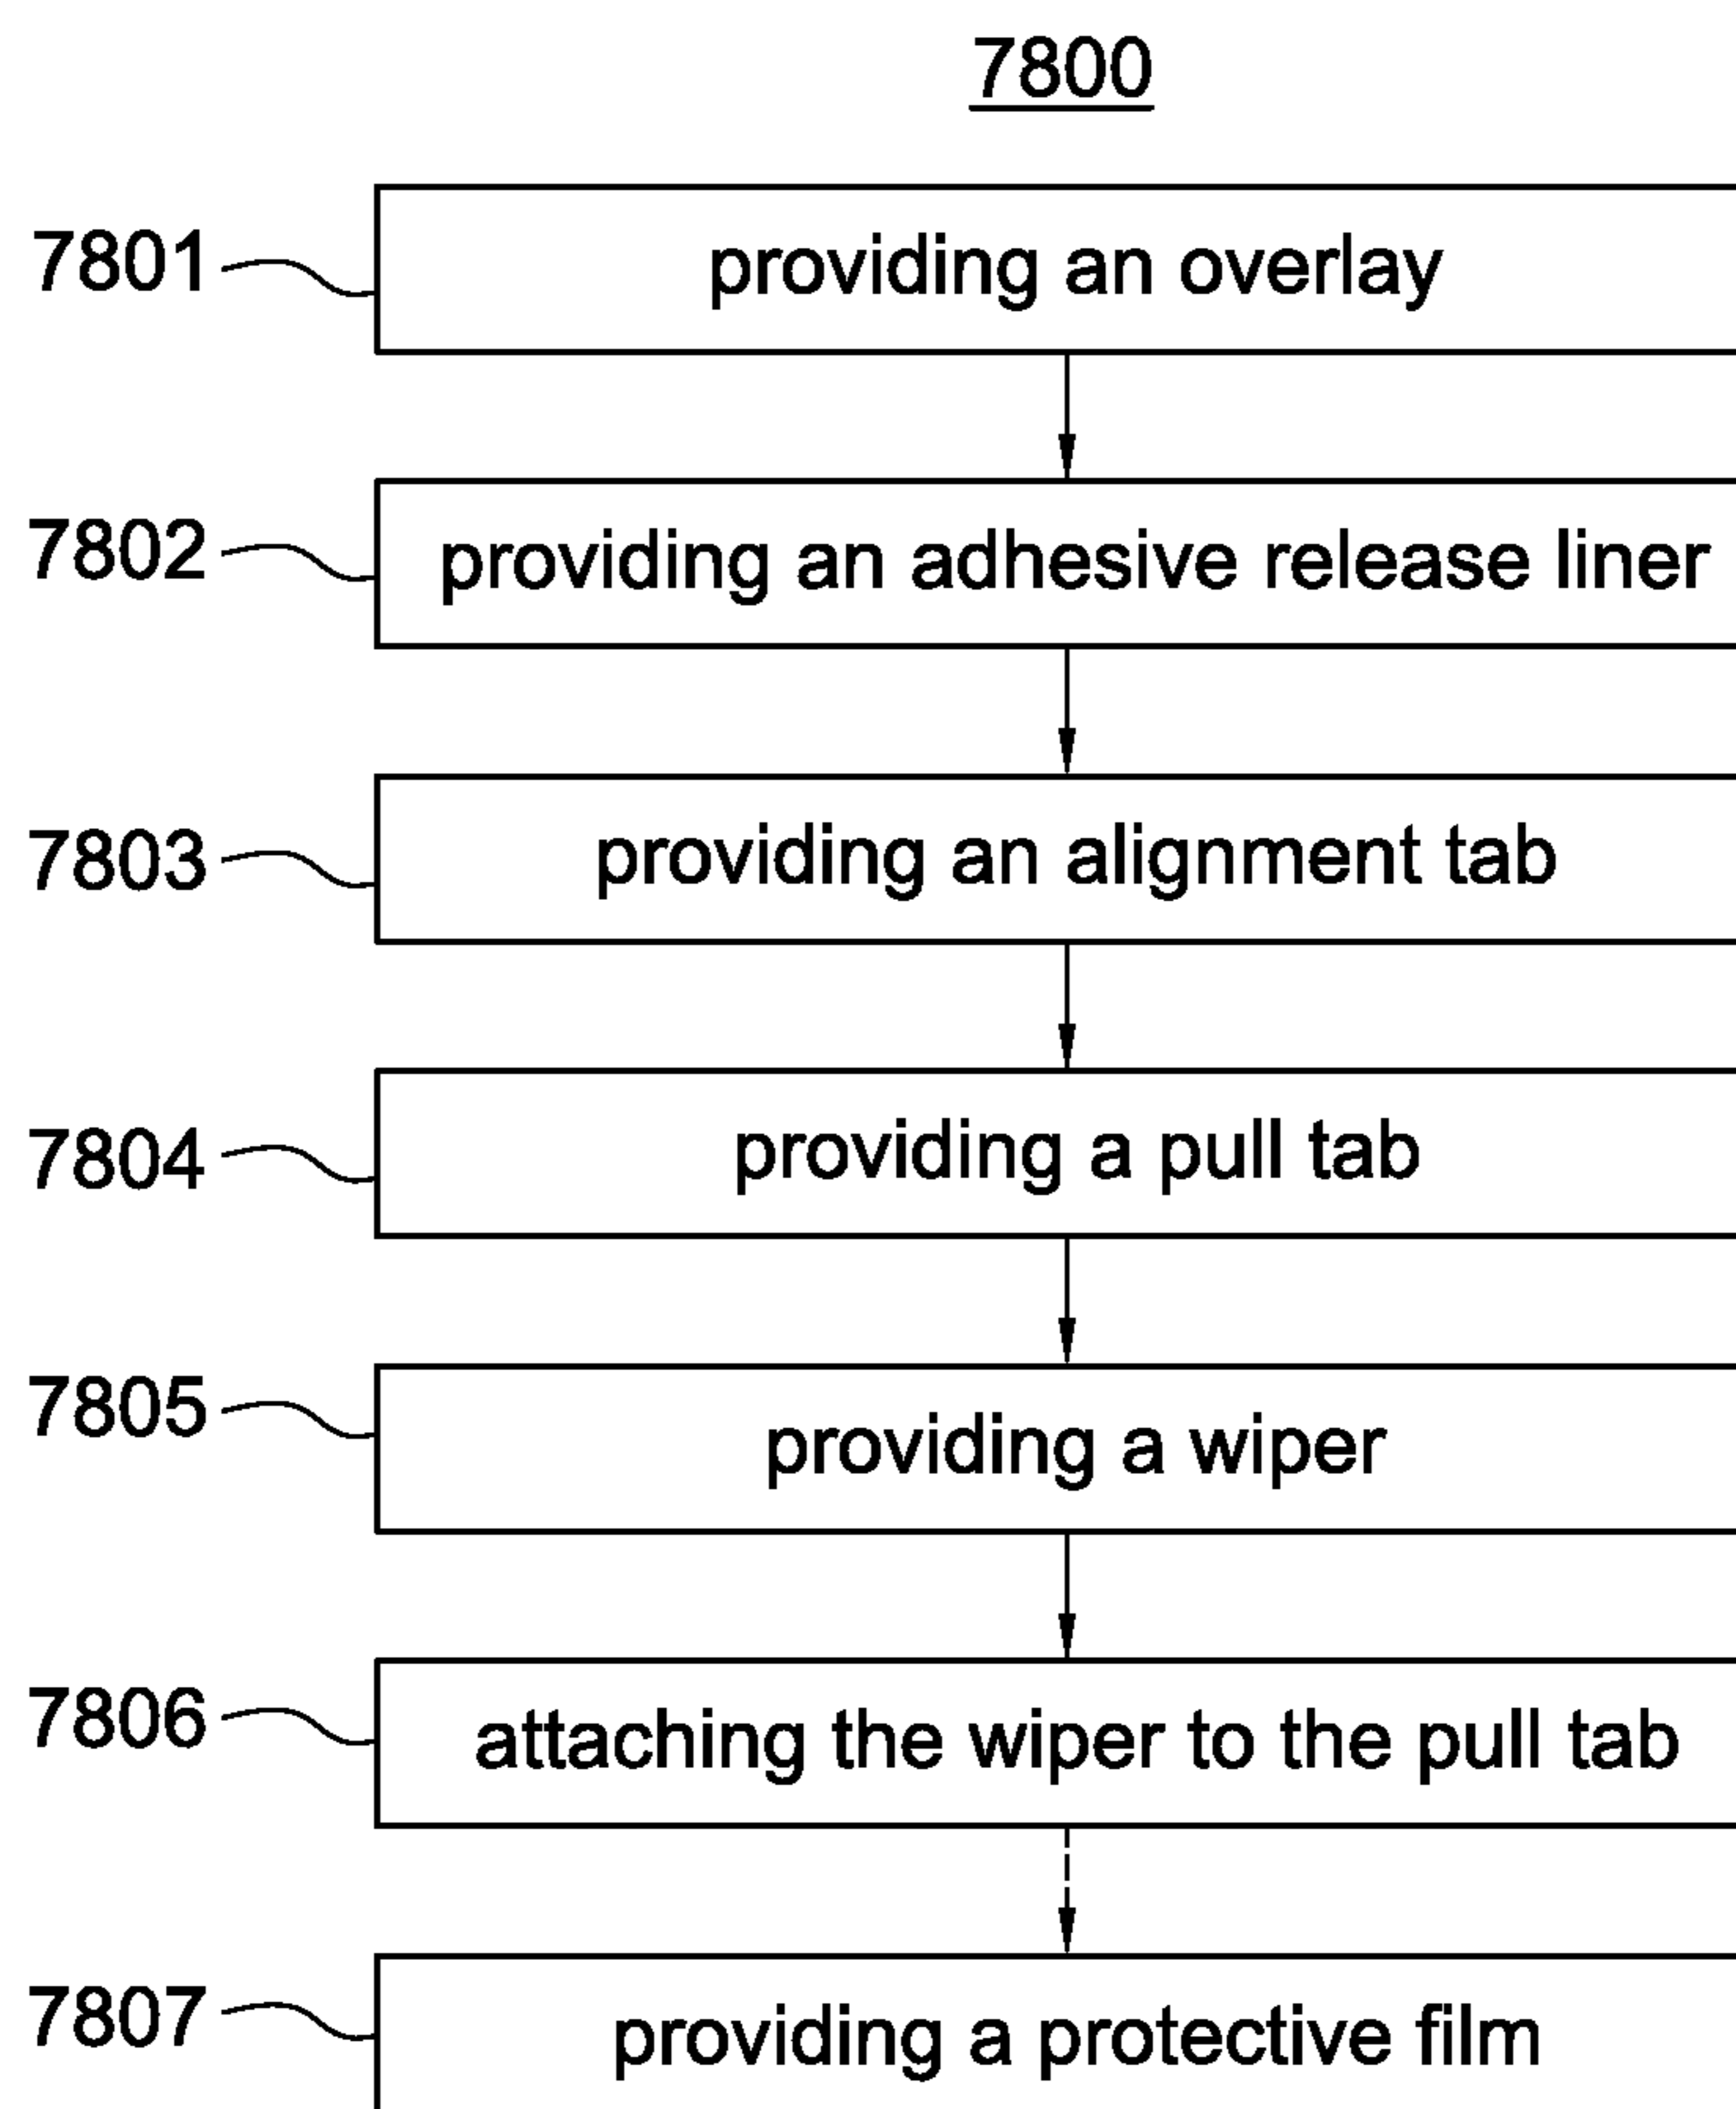 7800
7801 providing an overlay
7802 providing an adhesive release liner
7803 providing an alignment tab
7804 providing a pull tab
7805 providing a wiper
7806 attaching the wiper to the pull tab
7807 providing a protective film